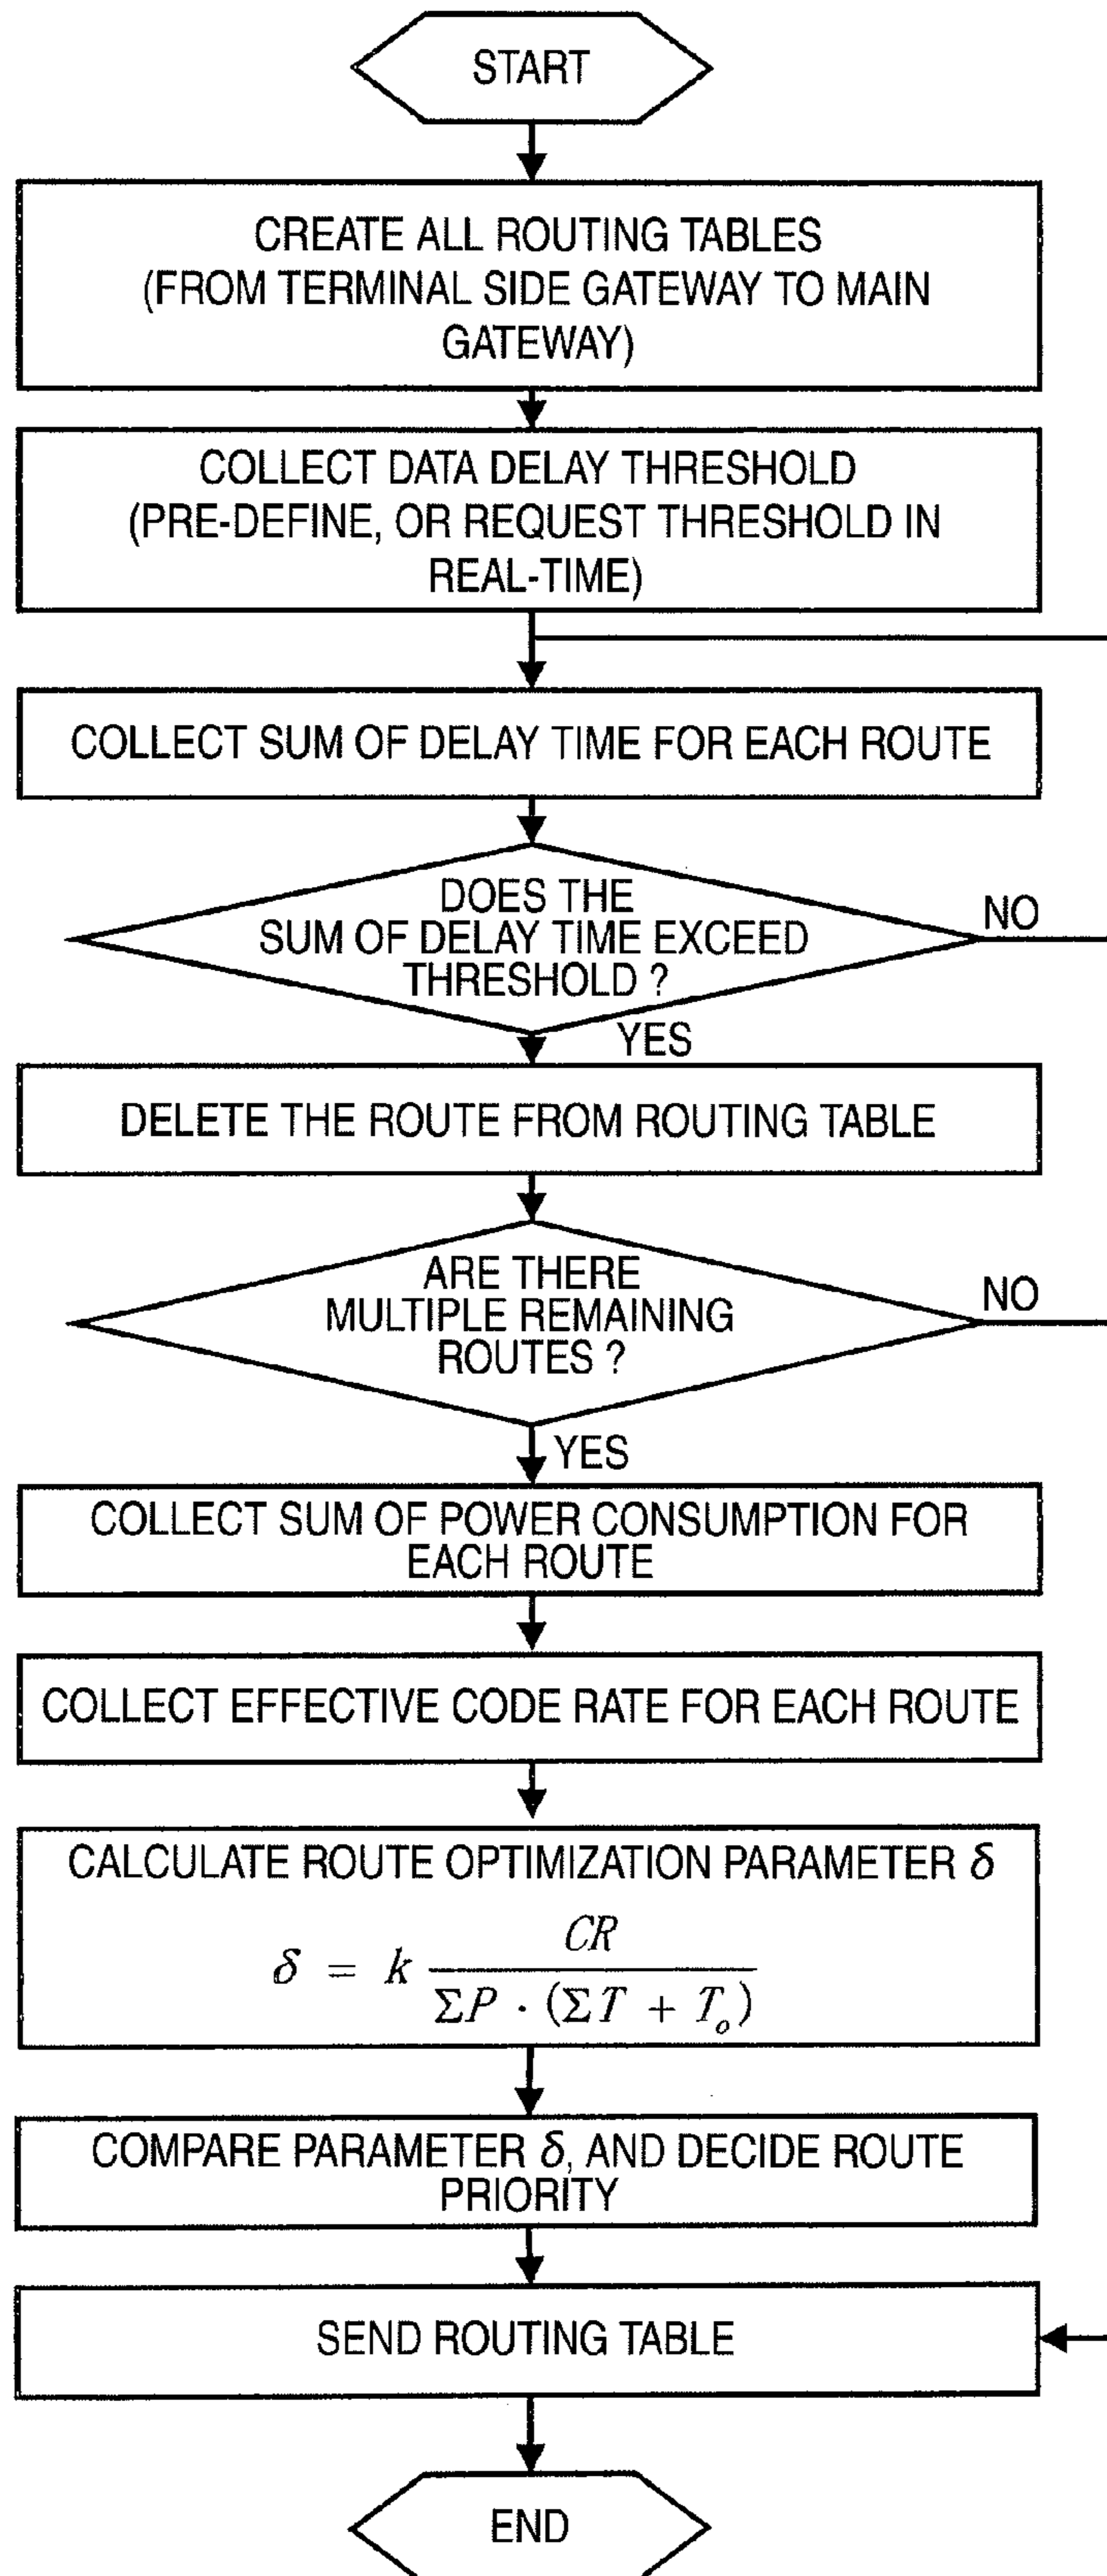 START
CREATE ALL ROUTING TABLES
(FROM TERMINAL SIDE GATEWAY TO MAIN
GATEWAY)
COLLECT DATA DELAY THRESHOLD
(PRE-DEFINE, OR REQUEST THRESHOLD IN
REAL-TIME)
COLLECT SUM OF DELAY TIME FOR EACH ROUTE
DOES THE
SUM OF DELAY TIME EXCEED
THRESHOLD ?
NO
YES
DELETE THE ROUTE FROM ROUTING TABLE
ARE THERE
MULTIPLE REMAINING
ROUTES ?
NO
YES
COLLECT SUM OF POWER CONSUMPTION FOR
EACH ROUTE
COLLECT EFFECTIVE CODE RATE FOR EACH ROUTE
CALCULATE ROUTE OPTIMIZATION PARAMETER δ
δ = k CR / ΣP · (ΣT + T₀)
COMPARE PARAMETER δ, AND DECIDE ROUTE
PRIORITY
SEND ROUTING TABLE
END